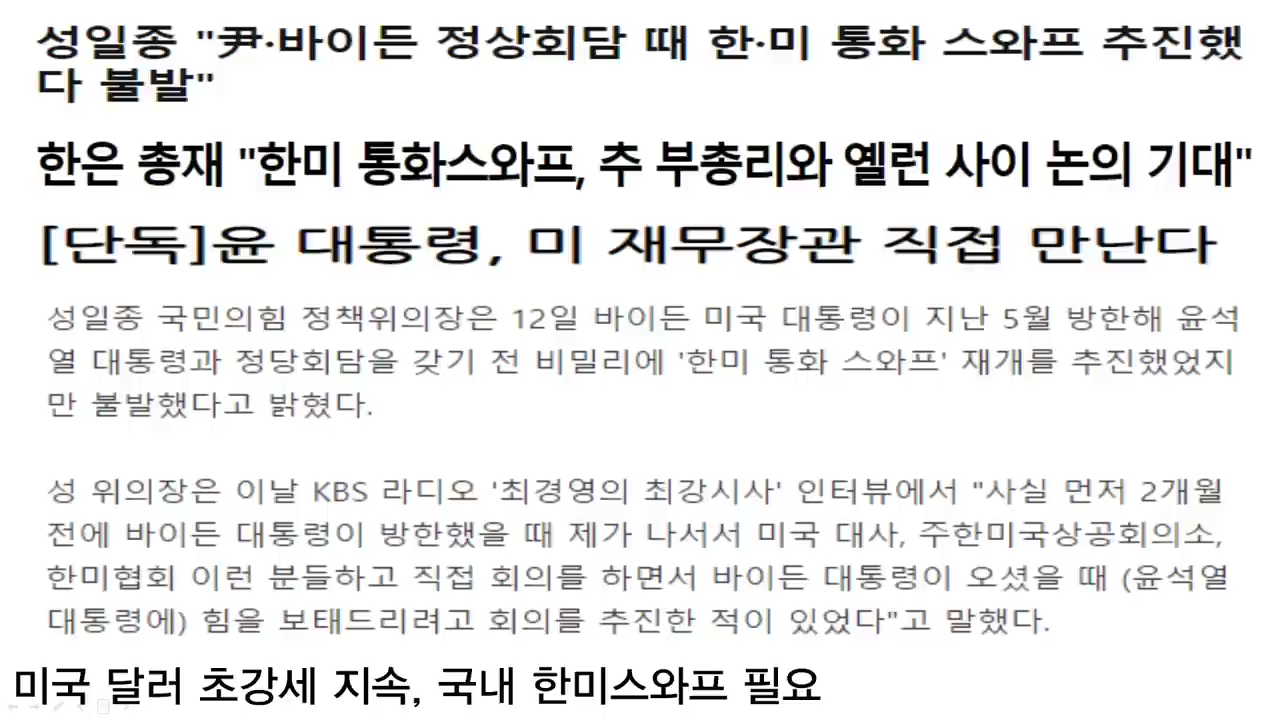 성일종 "尹·바이든 정상회담 때 한·미 통화 스와프 추진했
다 불발"
한은 총재 "한미 통화스와프, 추 부총리와 옐런 사이 논의 기대"
[단독]윤 대통령, 미 재무장관 직접 만난다
성일종 국민의힘 정책위의장은 12일 바이든 미국 대통령이 지난 5월 방한해 윤석
열 대통령과 정당회담을 갖기 전 비밀리에 '한미 통화 스와프' 재개를 추진했었지
만 불발했다고 밝혔다.
성 위의장은 이날 KBS 라디오 '최경영의 최강시사' 인터뷰에서 "사실 먼저 2개월
전에 바이든 대통령이 방한했을 때 제가 나서서 미국 대사, 주한미국상공회의소,
한미협회 이런 분들하고 직접 회의를 하면서 바이든 대통령이 오셨을 때 (윤석열
대통령에) 힘을 보태드리려고 회의를 추진한 적이 있었다"고 말했다.
미국 달러 초강세 지속, 국내 한미스와프 필요